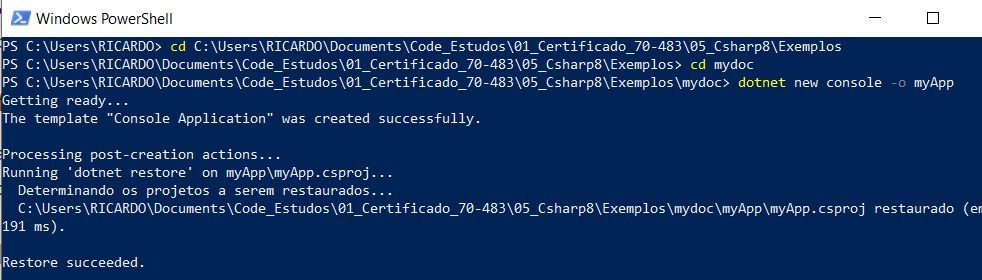 Windows PowerShell
PS C:\Users\RICARDO> cd C:\Users\RICARDO\Documents\Code_Estudos\01_Certificado_70-483\05_Csharp8\Exemplos
PS C:\Users\RICARDO\Documents\Code_Estudos\01_Certificado_70-483\05_Csharp8\Exemplos> cd mydoc
PS C:\Users\RICARDO\Documents\Code_Estudos\01_Certificado_70-483\05_Csharp8\Exemplos\mydoc> dotnet new console -o myApp
Getting ready...
The template "Console Application" was created successfully.
Processing post-creation actions...
Running 'dotnet restore' on myApp\myApp.csproj...
Determinando os projetos a serem restaurados...
C:\Users\RICARDO\Documents\Code_Estudos\01_Certificado_70-483\05_Csharp8\Exemplos\mydoc\myApp\myApp.csproj restaurado (em
191 ms).
Restore succeeded.